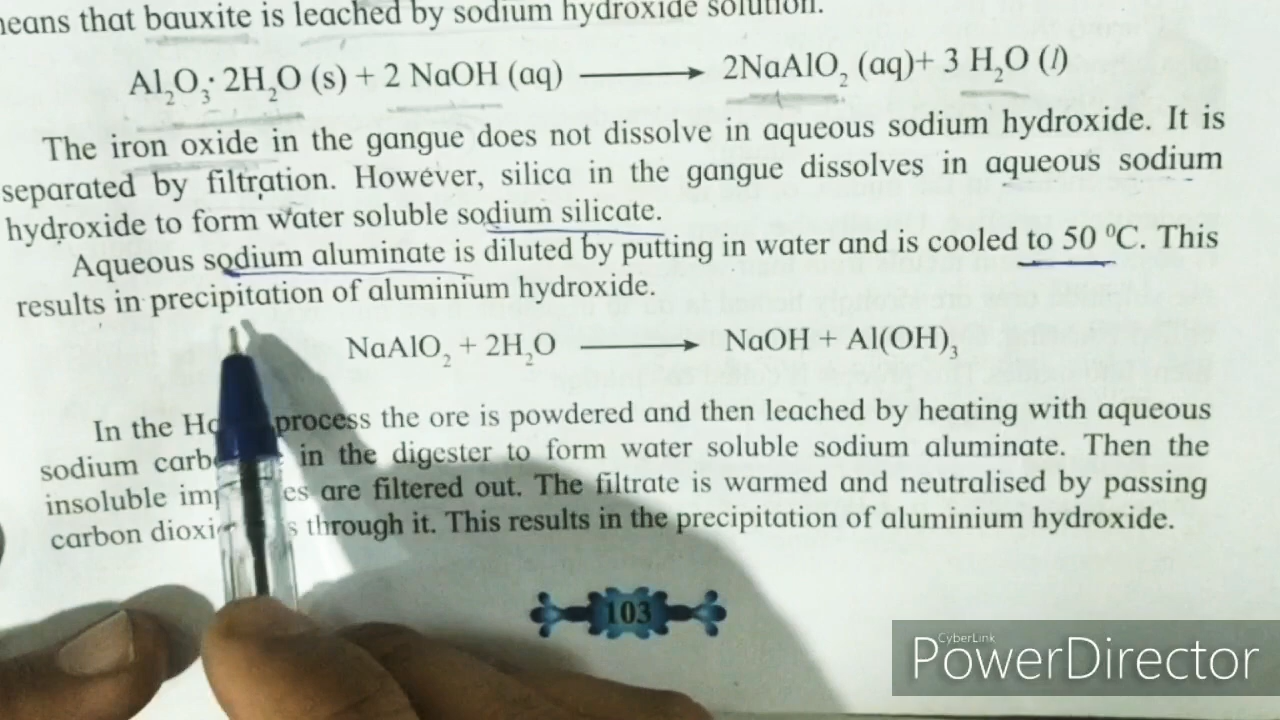 means that bauxite is leached by sodium hydroxide solution.
Al₂O₃· 2H₂O (s) + 2 NaOH (aq) ⟶ 2NaAlO₂ (aq)+ 3 H₂O (l)
The iron oxide in the gangue does not dissolve in aqueous sodium hydroxide. It is
separated by filtration. However, silica in the gangue dissolves in aqueous sodium
hydroxide to form water soluble sodium silicate.
Aqueous sodium aluminate is diluted by putting in water and is cooled to 50 ⁰C. This
results in precipitation of aluminium hydroxide.
NaAlO₂ + 2H₂O ⟶ NaOH + Al(OH)₃
In the process the ore is powdered and then leached by heating with aqueous
sodium in the digester to form water soluble sodium aluminate. Then the
insoluble are filtered out. The filtrate is warmed and neutralised by passing
carbon through it. This results in the precipitation of aluminium hydroxide.
103
CyberLink
PowerDirector